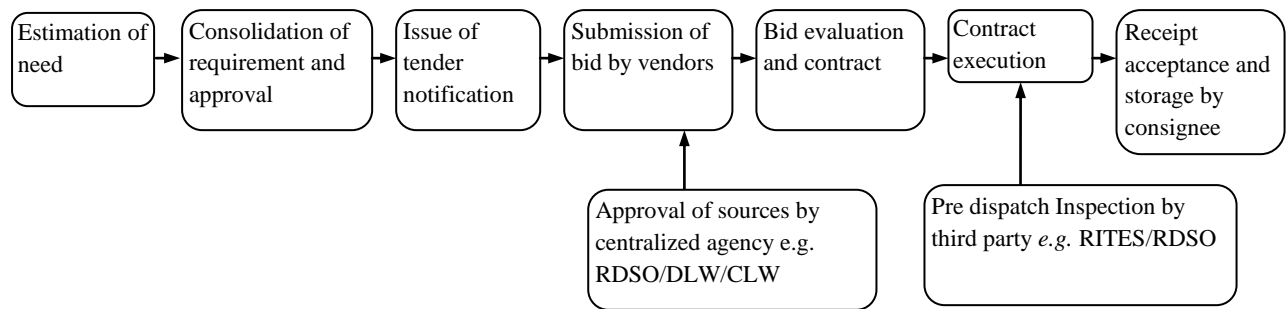 Estimation of
need
Consolidation of
requirement and
approval
Issue of
tender
notification
Submission of
bid by vendors
Bid evaluation
and contract
Contract
execution
Receipt
acceptance and
storage by
consignee
Approval of sources by
centralized agency e.g.
RDSO/DLW/CLW
Pre dispatch Inspection by
third party e.g. RITES/RDSO